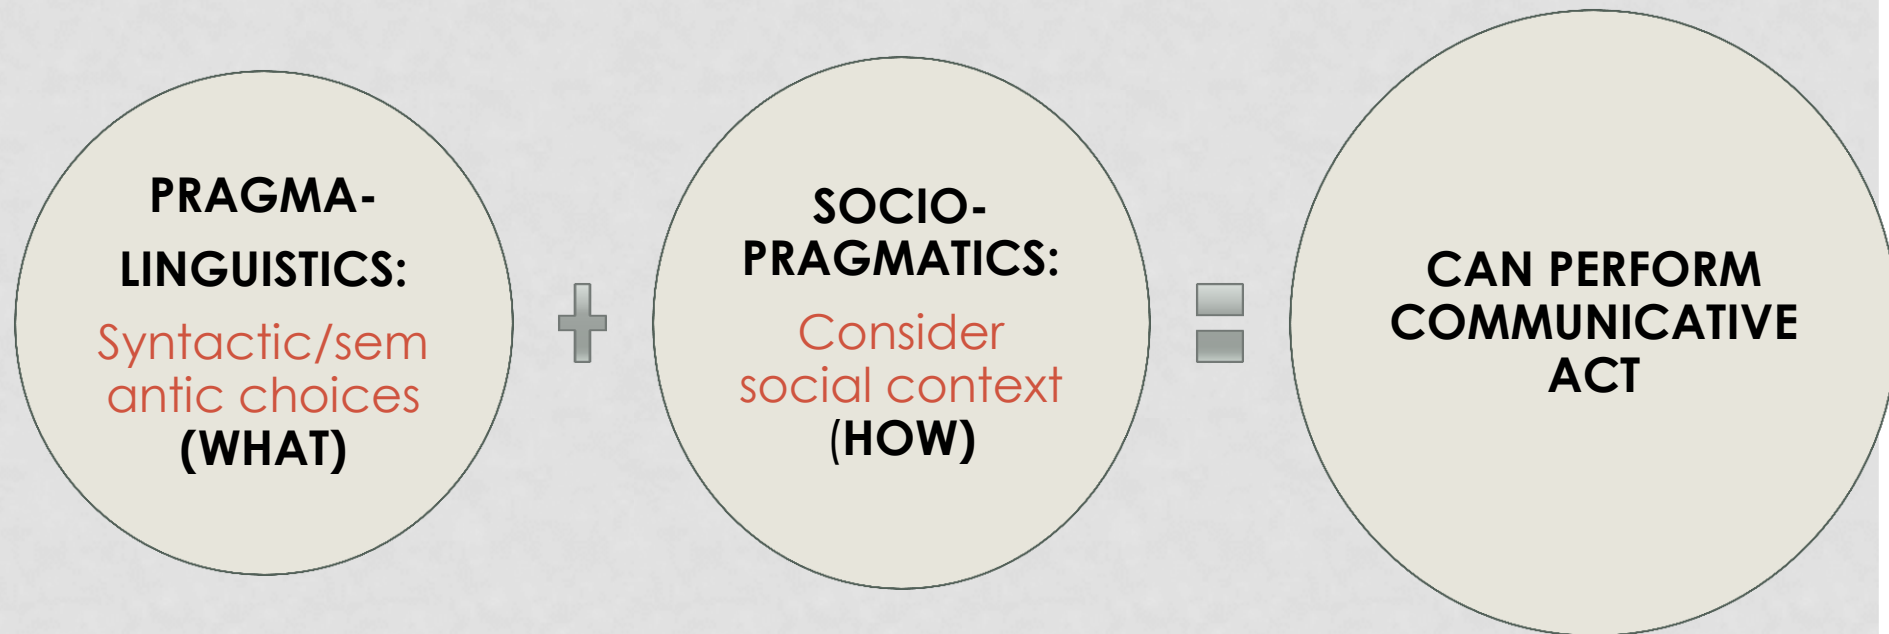 PRAGMA-
LINGUISTICS:
Syntactic/sem
antic choices
(WHAT)
SOCIO-
PRAGMATICS:
Consider
social context
(HOW)
CAN PERFORM
COMMUNICATIVE
ACT